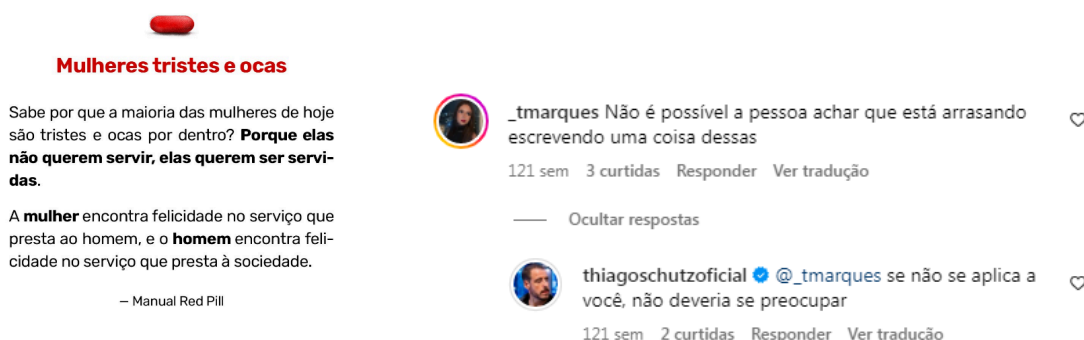 Mulheres tristes e ocas
Sabe por que a maioria das mulheres de hoje
são tristes e ocas por dentro? Porque elas
não querem servir, elas querem ser servi-
das.
A mulher encontra felicidade no serviço que
presta ao homem, e o homem encontra feli-
cidade no serviço que presta à sociedade.
— Manual Red Pill
_tmarques Não é possível a pessoa achar que está arrasando
escrevendo uma coisa dessas
121 sem 3 curtidas Responder Ver tradução
Ocultar respostas
thiagoschutzoficial @_tmarques se não se aplica a
você, não deveria se preocupar
121 sem 2 curtidas Responder Ver tradução